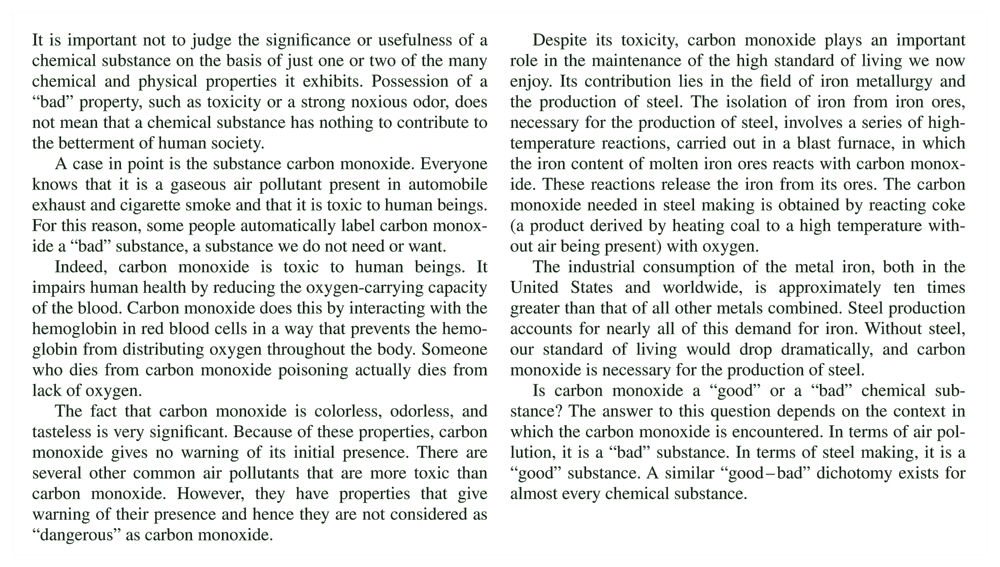 It is important not to judge the significance or usefulness of a
chemical substance on the basis of just one or two of the many
chemical and physical properties it exhibits. Possession of a
“bad” property, such as toxicity or a strong noxious odor, does
not mean that a chemical substance has nothing to contribute to
the betterment of human society.
A case in point is the substance carbon monoxide. Everyone
knows that it is a gaseous air pollutant present in automobile
exhaust and cigarette smoke and that it is toxic to human beings.
For this reason, some people automatically label carbon monox-
ide a “bad” substance, a substance we do not need or want.
Indeed, carbon monoxide is toxic to human beings. It
impairs human health by reducing the oxygen-carrying capacity
of the blood. Carbon monoxide does this by interacting with the
hemoglobin in red blood cells in a way that prevents the hemo-
globin from distributing oxygen throughout the body. Someone
who dies from carbon monoxide poisoning actually dies from
lack of oxygen.
The fact that carbon monoxide is colorless, odorless, and
tasteless is very significant. Because of these properties, carbon
monoxide gives no warning of its initial presence. There are
several other common air pollutants that are more toxic than
carbon monoxide. However, they have properties that give
warning of their presence and hence they are not considered as
“dangerous” as carbon monoxide.
Despite its toxicity, carbon monoxide plays an important
role in the maintenance of the high standard of living we now
enjoy. Its contribution lies in the field of iron metallurgy and
the production of steel. The isolation of iron from iron ores,
necessary for the production of steel, involves a series of high-
temperature reactions, carried out in a blast furnace, in which
the iron content of molten iron ores reacts with carbon monox-
ide. These reactions release the iron from its ores. The carbon
monoxide needed in steel making is obtained by reacting coke
(a product derived by heating coal to a high temperature with-
out air being present) with oxygen.
The industrial consumption of the metal iron, both in the
United States and worldwide, is approximately ten times
greater than that of all other metals combined. Steel production
accounts for nearly all of this demand for iron. Without steel,
our standard of living would drop dramatically, and carbon
monoxide is necessary for the production of steel.
Is carbon monoxide a “good” or a “bad” chemical sub-
stance? The answer to this question depends on the context in
which the carbon monoxide is encountered. In terms of air pol-
lution, it is a “bad” substance. In terms of steel making, it is a
“good” substance. A similar “good–bad” dichotomy exists for
almost every chemical substance.